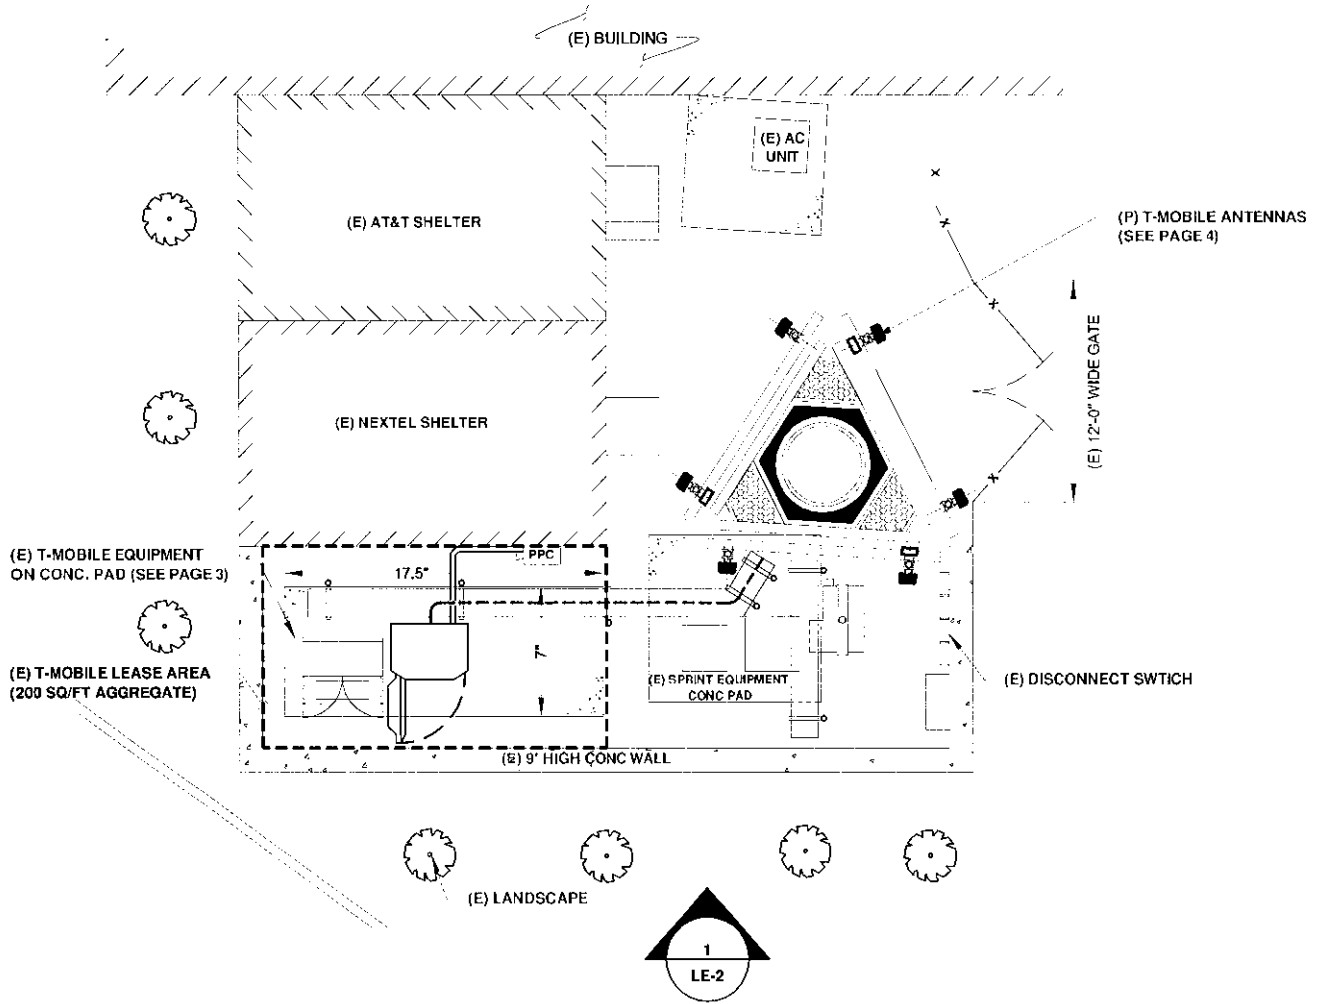 (E) BUILDING
(E) AC
UNIT
(E) AT&T SHELTER
(P) T-MOBILE ANTENNAS
(SEE PAGE 4)
(E) 12'-0" WIDE GATE
(E) NEXTEL SHELTER
(E) T-MOBILE EQUIPMENT
ON CONC. PAD (SEE PAGE 3)
PPC
17.5"
7"
(E) T-MOBILE LEASE AREA
(200 SQ/FT AGGREGATE)
(E) SPRINT EQUIPMENT
CONC PAD
(E) DISCONNECT SWTICH
(E) 9' HIGH CONC WALL
(E) LANDSCAPE
1
LE-2